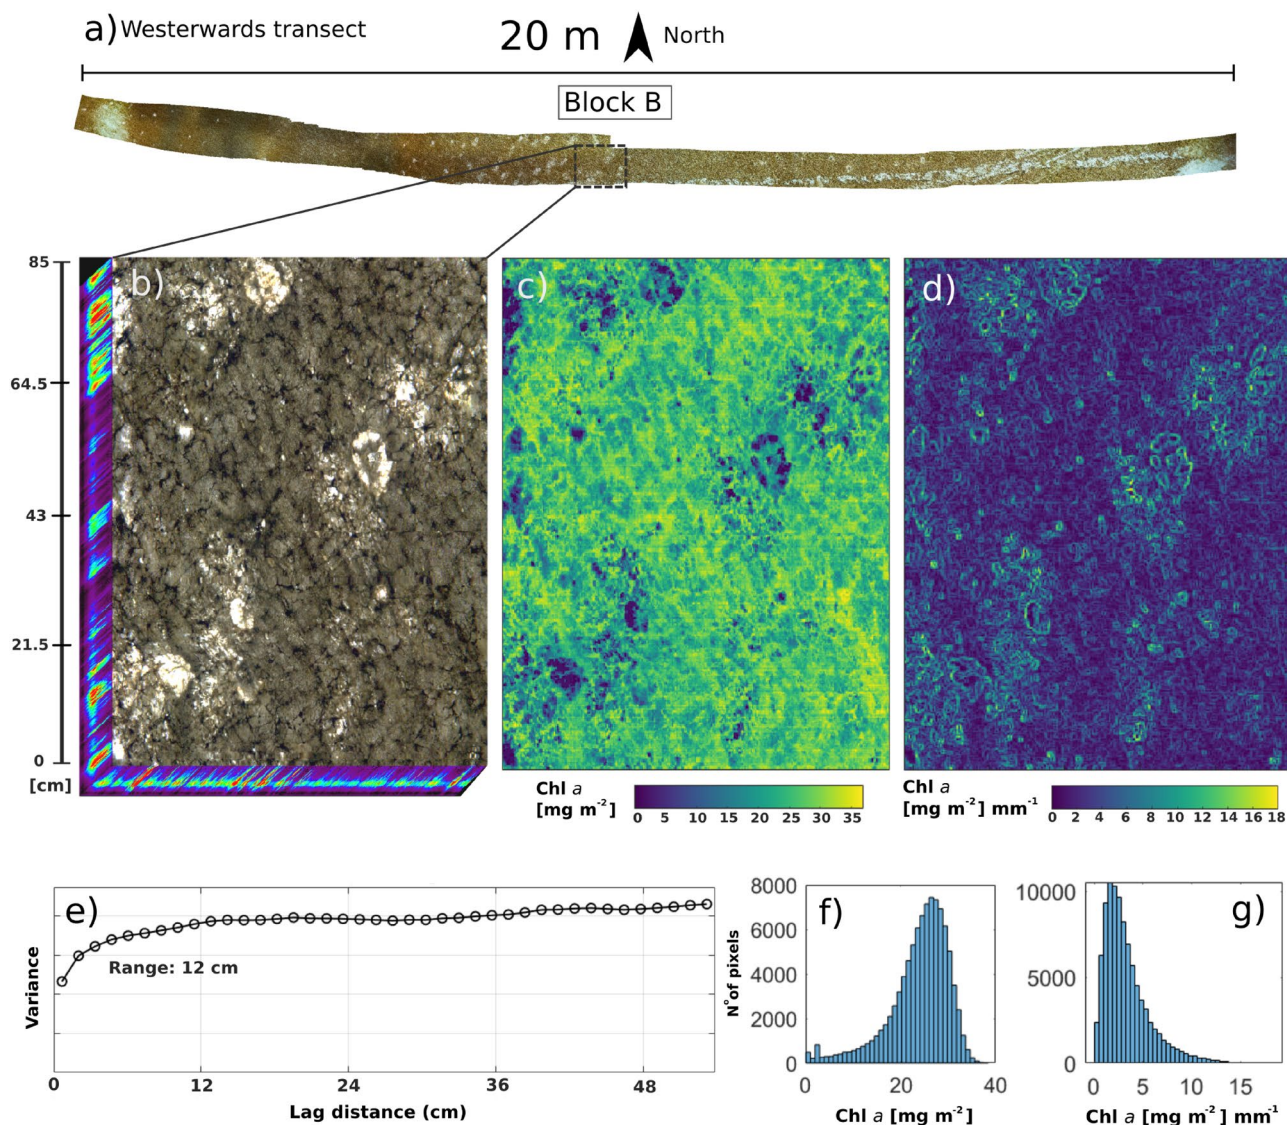 a) Westerwards transect
20 m
North
Block B
b)
c)
d)
85
64.5
43
21.5
0
[cm]
Chl a
[mg m⁻²]
0 5 10 15 20 25 30 35
Chl a
[mg m⁻²] mm⁻¹
0 2 4 6 8 10 12 14 16 18
e)
Range: 12 cm
Variance
0 12 24 36 48
Lag distance (cm)
f)
N°of pixels
8000
6000
4000
2000
0
0 20 40
Chl a [mg m⁻²]
g)
10000
5000
0
0 5 10 15
Chl a [mg m⁻²] mm⁻¹